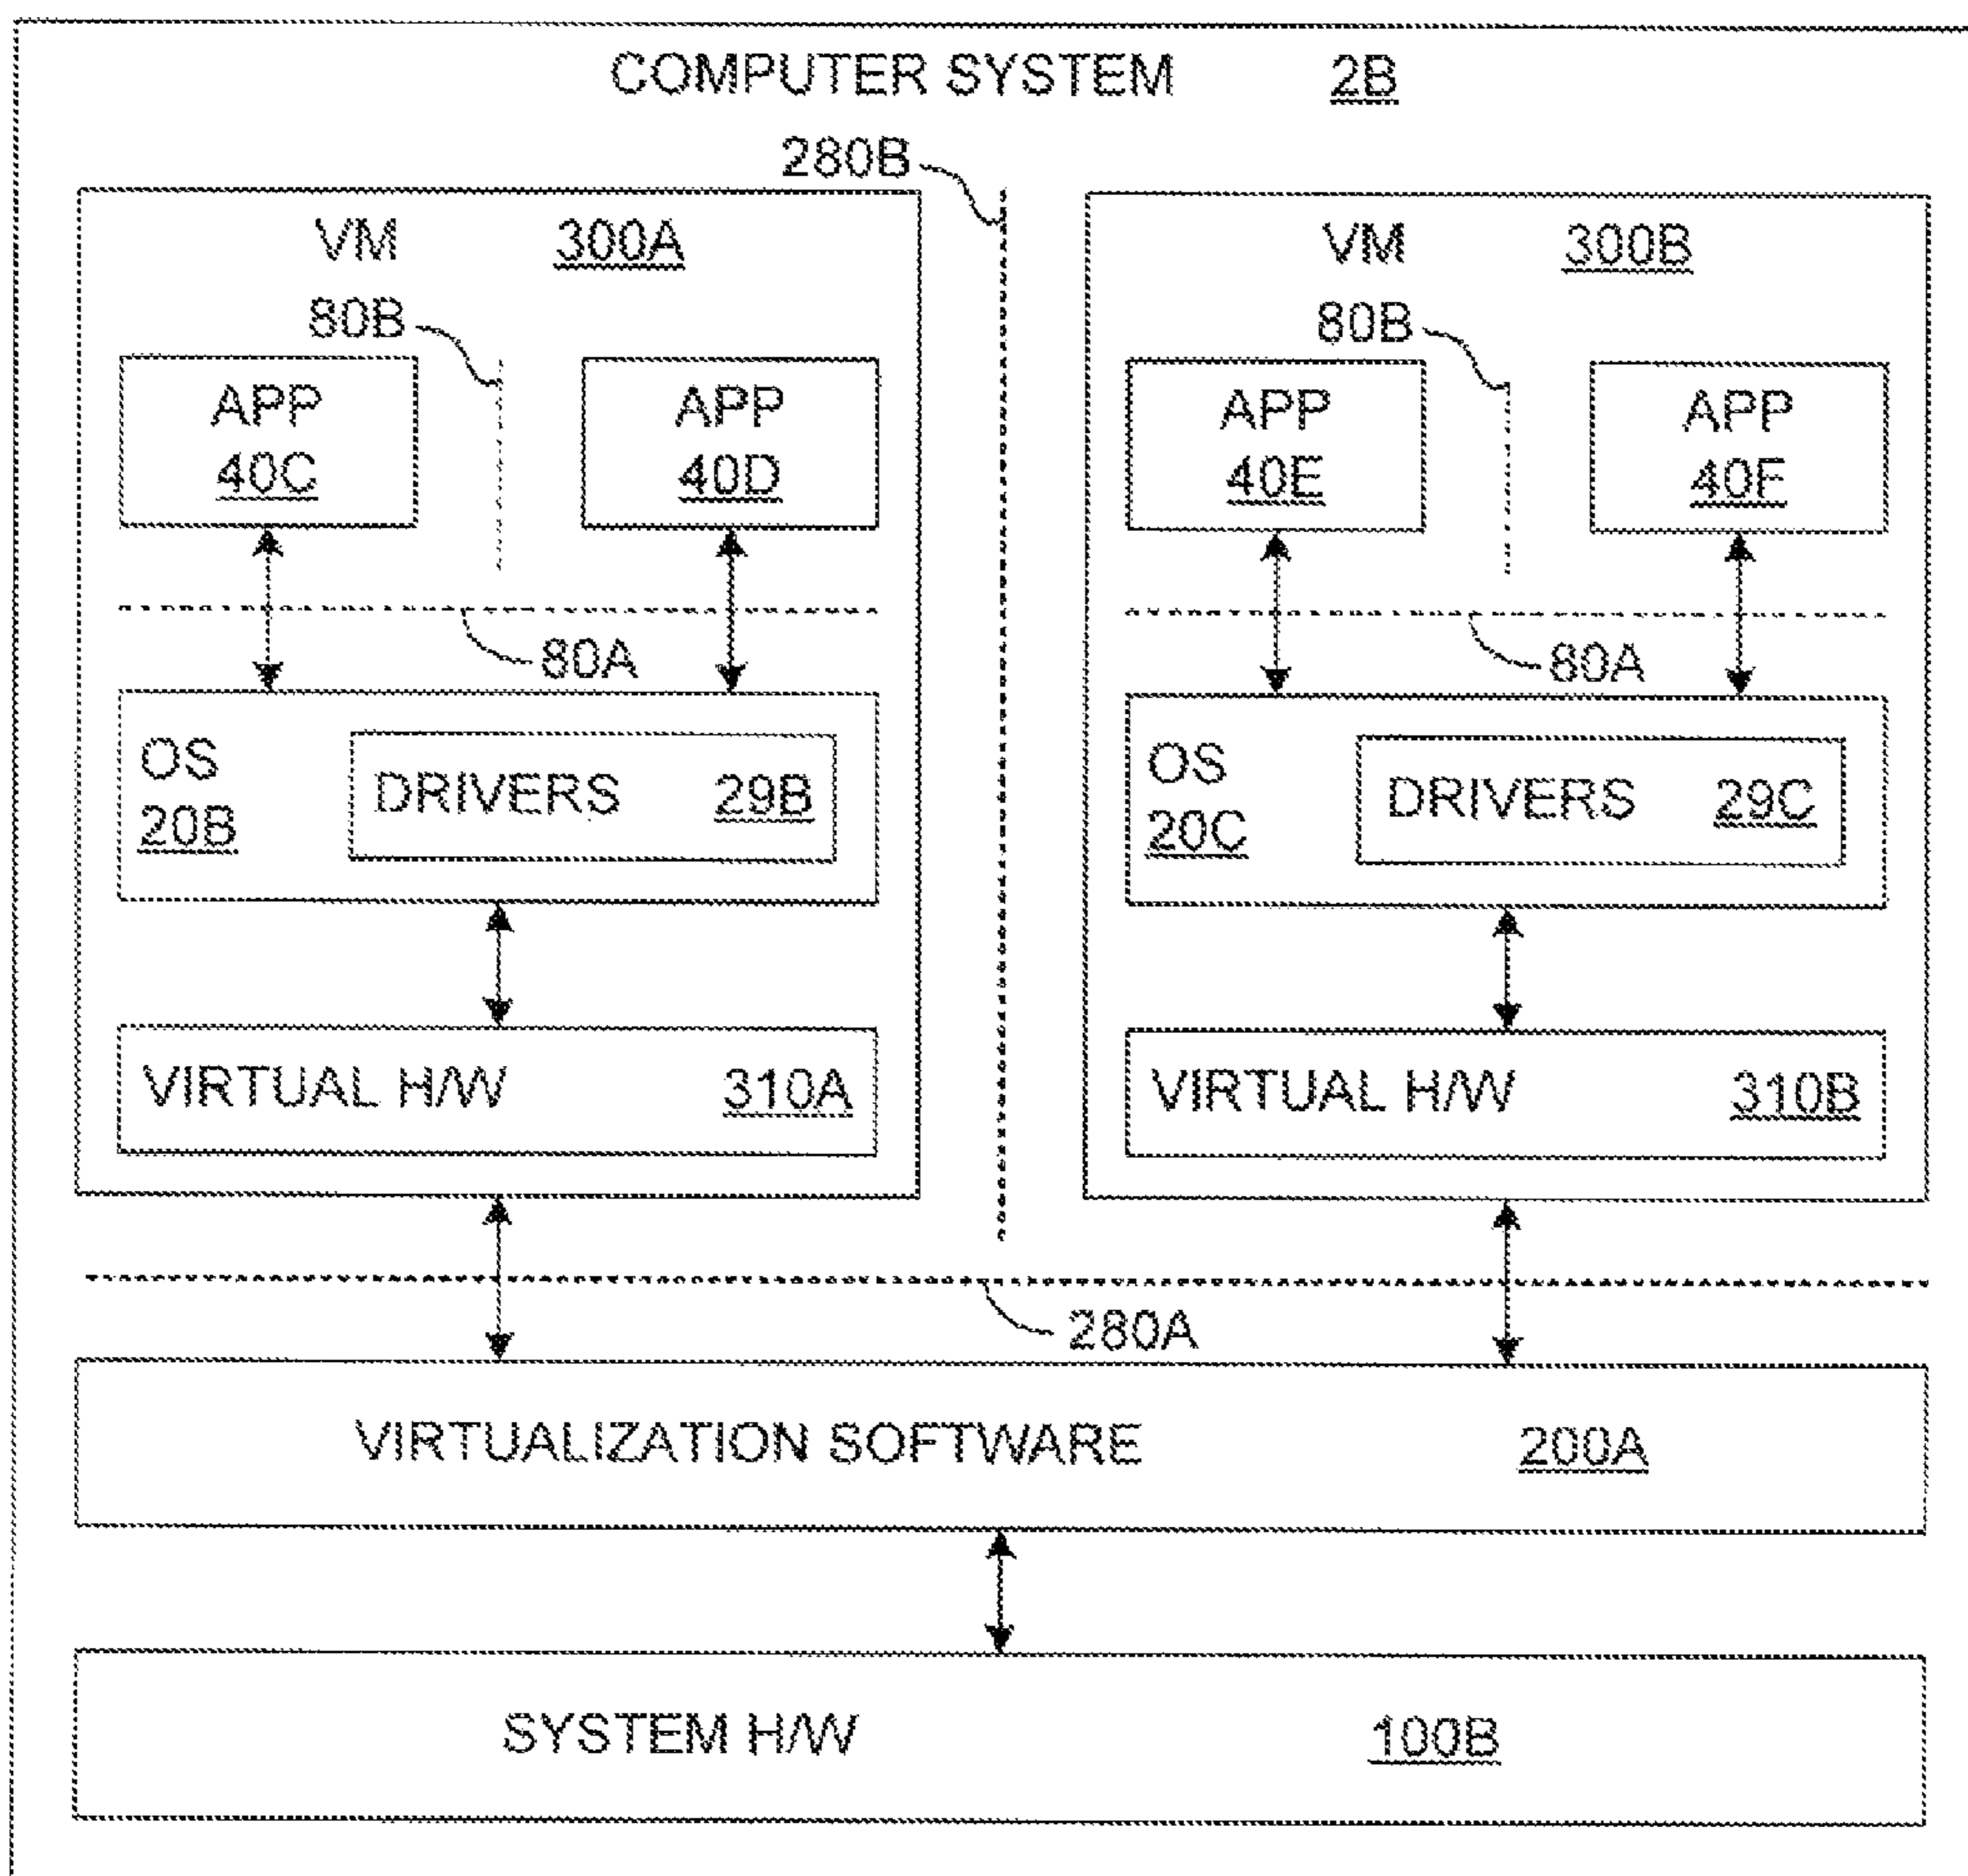 COMPUTER SYSTEM 2B
280B
VM 300A
80B
APP
40C
APP
40D
80A
OS
20B
DRIVERS 29B
VIRTUAL H/W 310A
VM 300B
80B
APP
40E
APP
40F
80A
OS
20C
DRIVERS 29C
VIRTUAL H/W 310B
280A
VIRTUALIZATION SOFTWARE 200A
SYSTEM H/W 100B